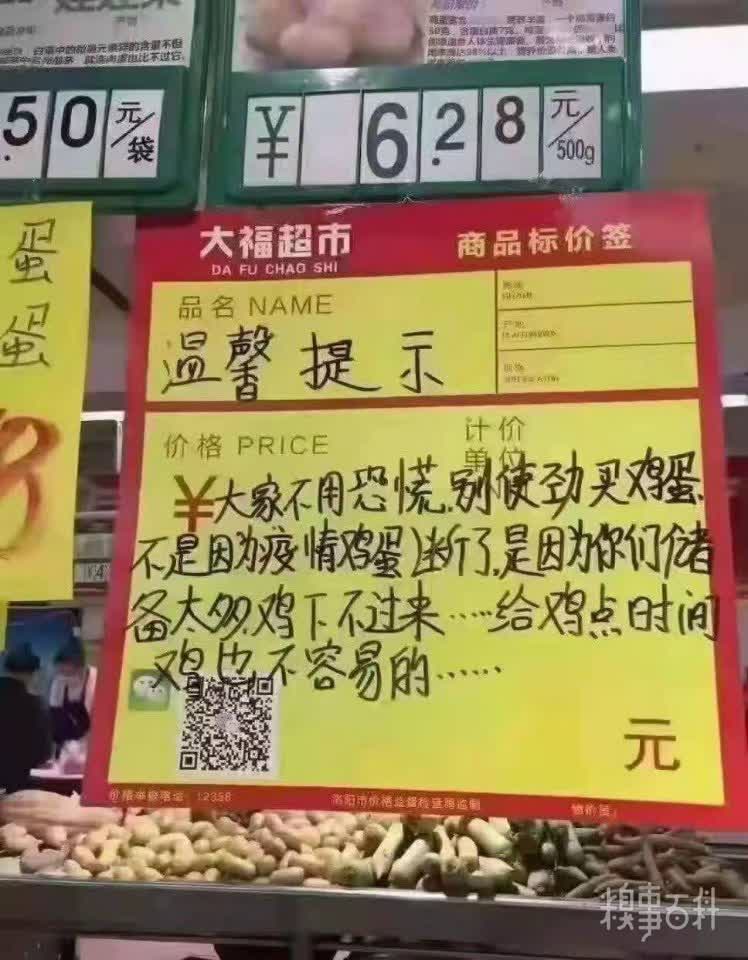 .50 元/袋
¥ 6.28 元/500g
蛋
蛋
8
大福超市
DA FU CHAO SHI
商品标价签
品名 NAME
温馨提示
产地
价格 PRICE
计价
单位
¥大家不用恐慌,别使劲买鸡蛋,
不是因为疫情鸡蛋断了,是因为你们储
备太多,鸡下不过来……给鸡点时间
鸡也不容易的……
元
价格举报电话：12358
洛阳市价格监督检查局监制
物价员：
糗事百科